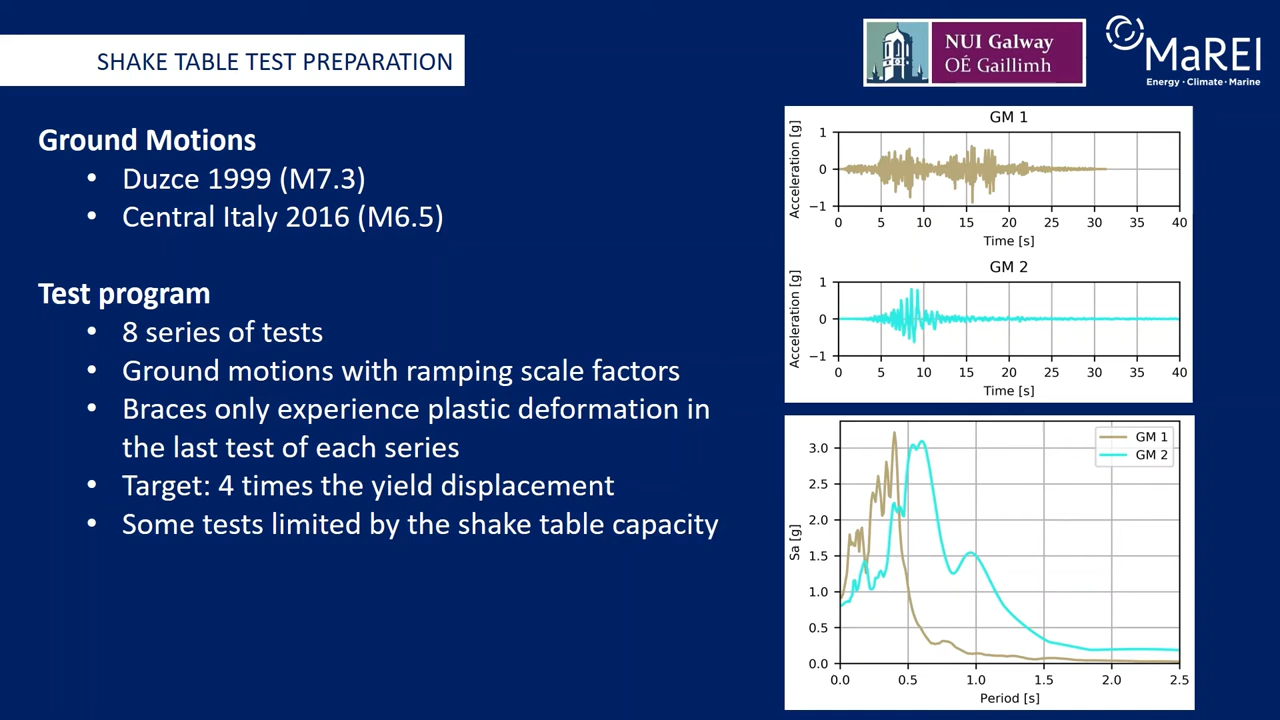 SHAKE TABLE TEST PREPARATION
NUI Galway
OÉ Gaillimh
MaREI
Energy · Climate · Marine
Ground Motions
• Duzce 1999 (M7.3)
• Central Italy 2016 (M6.5)
Test program
• 8 series of tests
• Ground motions with ramping scale factors
• Braces only experience plastic deformation in
the last test of each series
• Target: 4 times the yield displacement
• Some tests limited by the shake table capacity
GM 1
Acceleration [g]
1
0
−1
0 5 10 15 20 25 30 35 40
Time [s]
GM 2
Acceleration [g]
1
0
−1
0 5 10 15 20 25 30 35 40
Time [s]
GM 1
GM 2
Sa [g]
3.0
2.5
2.0
1.5
1.0
0.5
0.0
0.0 0.5 1.0 1.5 2.0 2.5
Period [s]